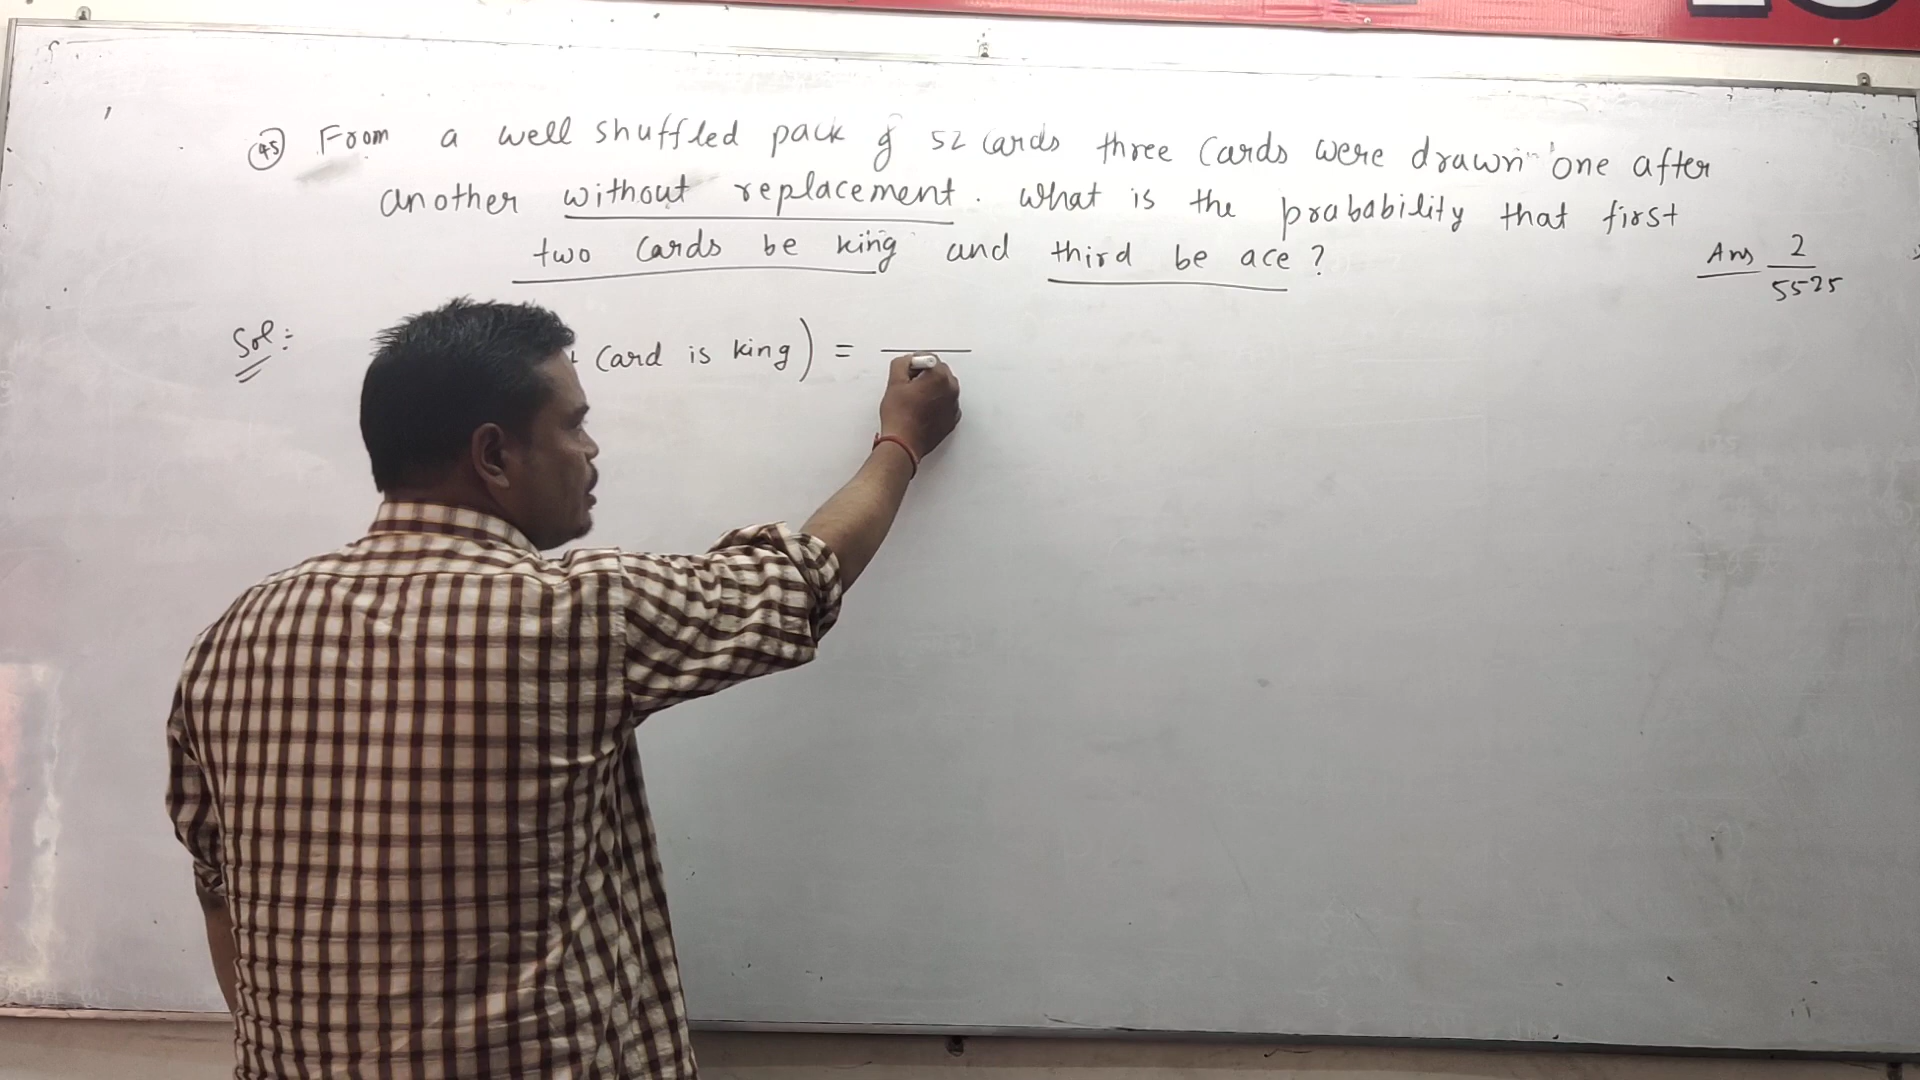 45 From a well shuffled pack of 52 cards three cards were drawn one after
another without replacement. What is the prabability that first
two cards be king and third be ace?
Ans 2/5525
Sol:
card is king) =